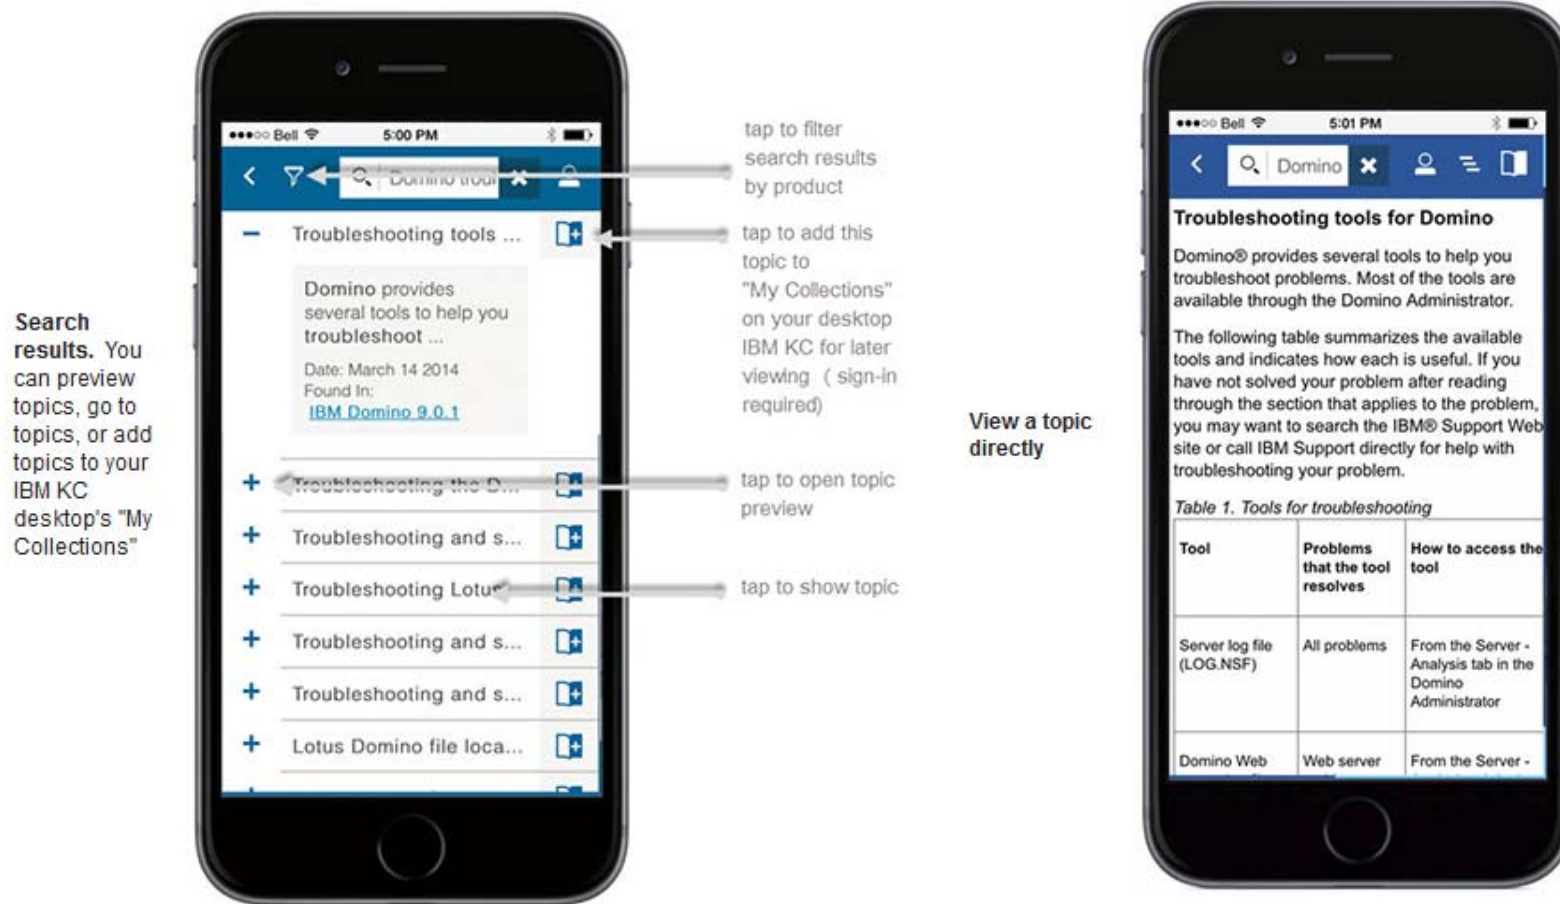 Search
results. You
can preview
topics, go to
topics, or add
topics to your
IBM KC
desktop's "My
Collections"
Bell 5:00 PM
Domino trou
Troubleshooting tools ...
Domino provides
several tools to help you
troubleshoot ...
Date: March 14 2014
Found In:
IBM Domino 9.0.1
Troubleshooting the D...
Troubleshooting and s...
Troubleshooting Lotus
Troubleshooting and s...
Troubleshooting and s...
Lotus Domino file loca...
tap to filter
search results
by product
tap to add this
topic to
"My Collections"
on your desktop
IBM KC for later
viewing ( sign-in
required)
tap to open topic
preview
tap to show topic
View a topic
directly
Bell 5:01 PM
Domino
Troubleshooting tools for Domino
Domino® provides several tools to help you
troubleshoot problems. Most of the tools are
available through the Domino Administrator.
The following table summarizes the available
tools and indicates how each is useful. If you
have not solved your problem after reading
through the section that applies to the problem,
you may want to search the IBM® Support Web
site or call IBM Support directly for help with
troubleshooting your problem.
Table 1. Tools for troubleshooting
Tool
Problems
that the tool
resolves
How to access the
tool
Server log file
(LOG.NSF)
All problems
From the Server -
Analysis tab in the
Domino
Administrator
Domino Web
Web server
From the Server -